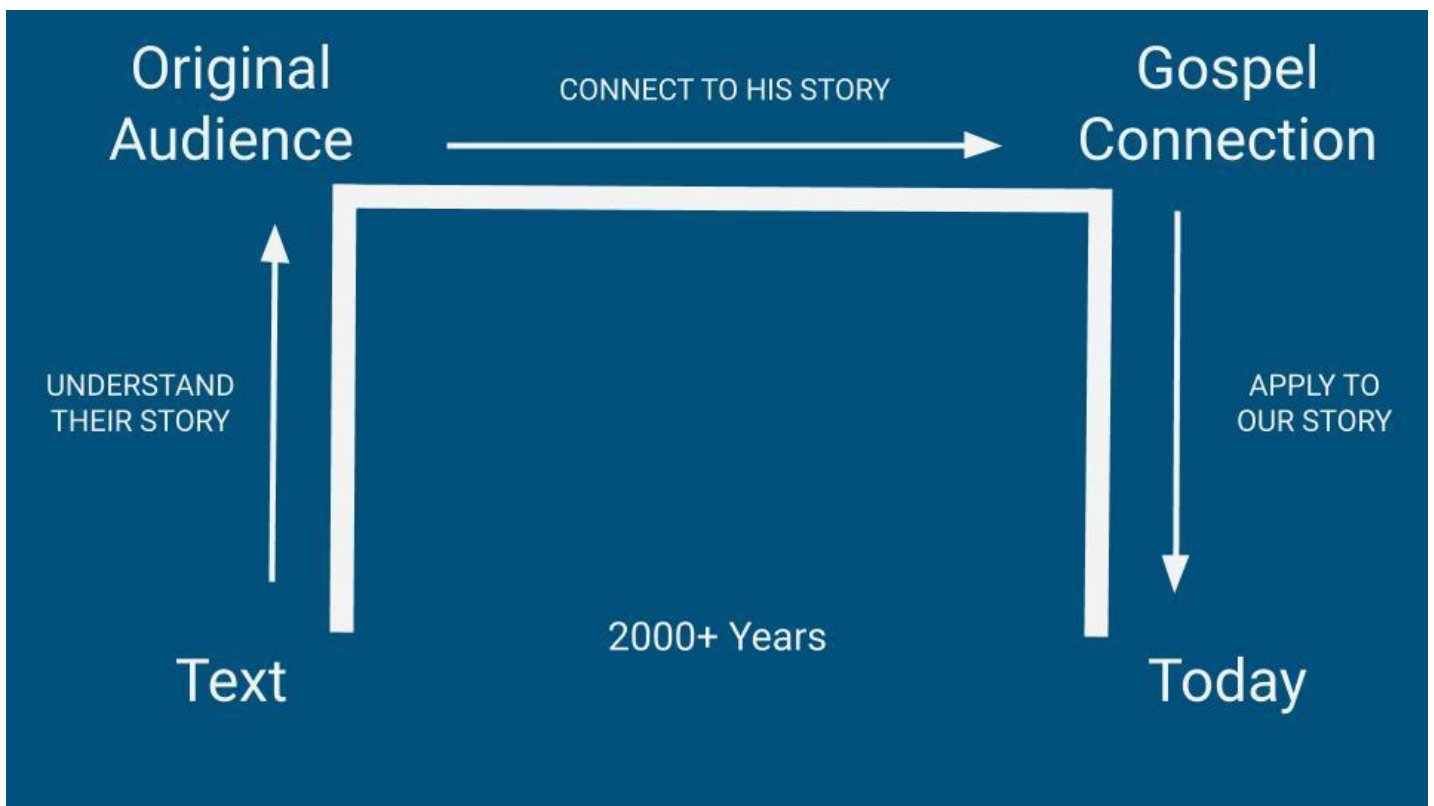 Original
Audience
CONNECT TO HIS STORY
Gospel
Connection
UNDERSTAND
THEIR STORY
APPLY TO
OUR STORY
2000+ Years
Text
Today